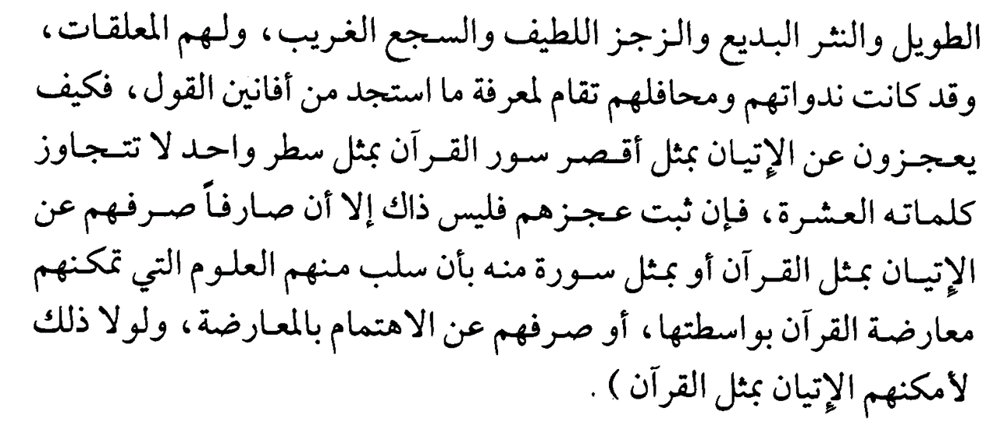 الطويل والنثر البديع والزجز اللطيف والسجع الغريب، ولهم المعلقات،
وقد كانت ندواتهم ومحافلهم تقام لمعرفة ما استجد من أفانين القول، فكيف
يعجزون عن الإتيان بمثل أقصر سور القرآن بمثل سطر واحد لا تتجاوز
كلماته العشرة، فإن ثبت عجزهم فليس ذاك إلا أن صارفاً صرفهم عن
الإتيان بمثل القرآن أو بمثل سورة منه بأن سلب منهم العلوم التي تمكنهم
معارضة القرآن بواسطتها، أو صرفهم عن الاهتمام بالمعارضة، ولولا ذلك
لأمكنهم الإتيان بمثل القرآن ) .